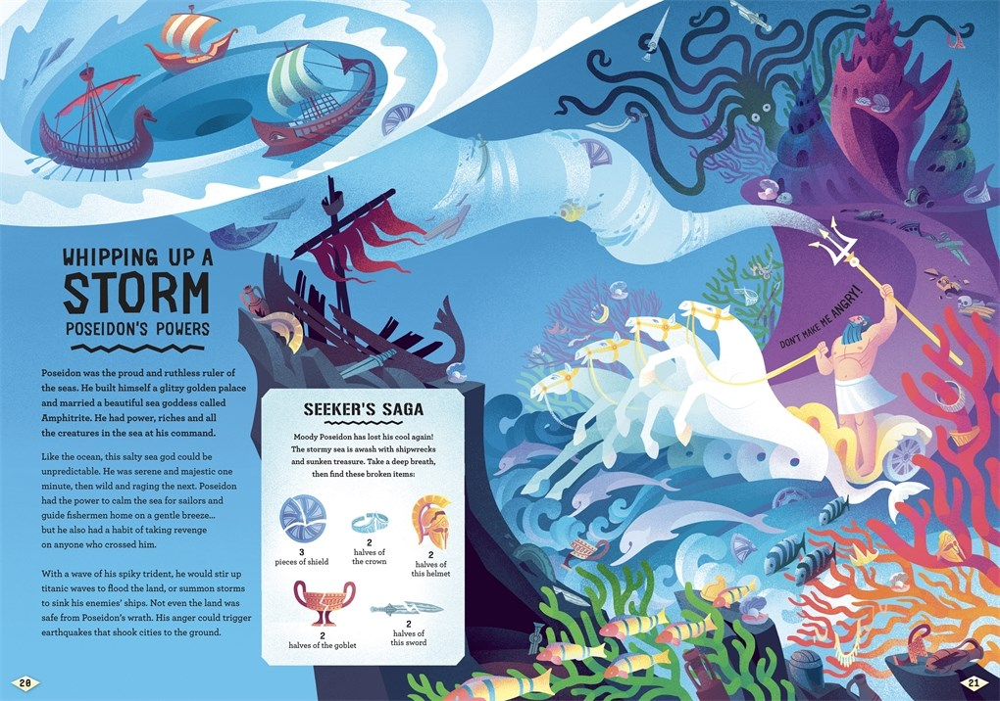 WHIPPING UP A
STORM
POSEIDON'S POWERS
Poseidon was the proud and ruthless ruler of
the seas. He built himself a glitzy golden palace
and married a beautiful sea goddess called
Amphitrite. He had power, riches and all
the creatures in the sea at his command.
Like the ocean, this salty sea god could be
unpredictable. He was serene and majestic one
minute, then wild and raging the next. Poseidon
had the power to calm the sea for sailors and
guide fishermen home on a gentle breeze...
but he also had a habit of taking revenge
on anyone who crossed him.
With a wave of his spiky trident, he would stir up
titanic waves to flood the land, or summon storms
to sink his enemies' ships. Not even the land was
safe from Poseidon's wrath. His anger could trigger
earthquakes that shook cities to the ground.
SEEKER'S SAGA
Moody Poseidon has lost his cool again!
The stormy sea is awash with shipwrecks
and sunken treasure. Take a deep breath,
then find these broken items:
3
pieces of shield
2
halves of
the crown
2
halves of
this helmet
2
halves of the goblet
2
halves of
this sword
DON'T MAKE ME ANGRY!
20
21